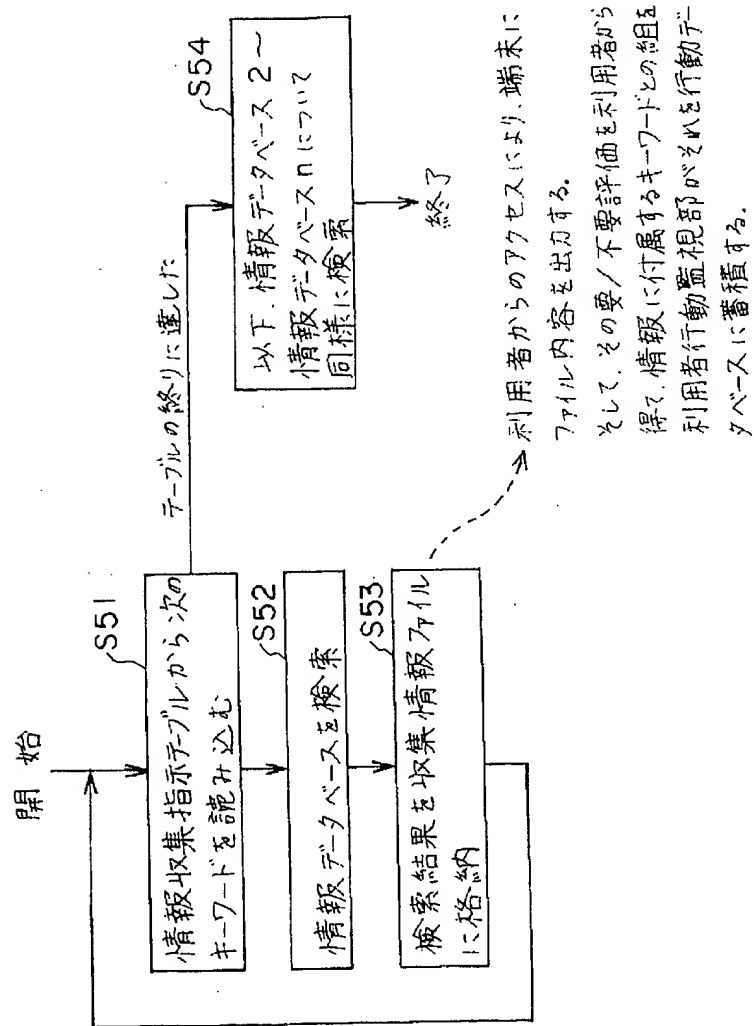 開 始
S51
情報収集指示テーブルから次の
キーワードを読み込む
S52
情報データベースを検索
S53
検索結果を収集情報ファイル
に格納
テーブルの終りに達した
S54
以下、情報データベース2~
情報データベースnについて
同様に検索
終了
利用者からのアクセスにより、端末に
ファイル内容を出力する。
そして、その要/不要評価を利用者から
得て、情報に付属するキーワードとの組を
利用者行動監視部がそれを行動デー
タベースに蓄積する。